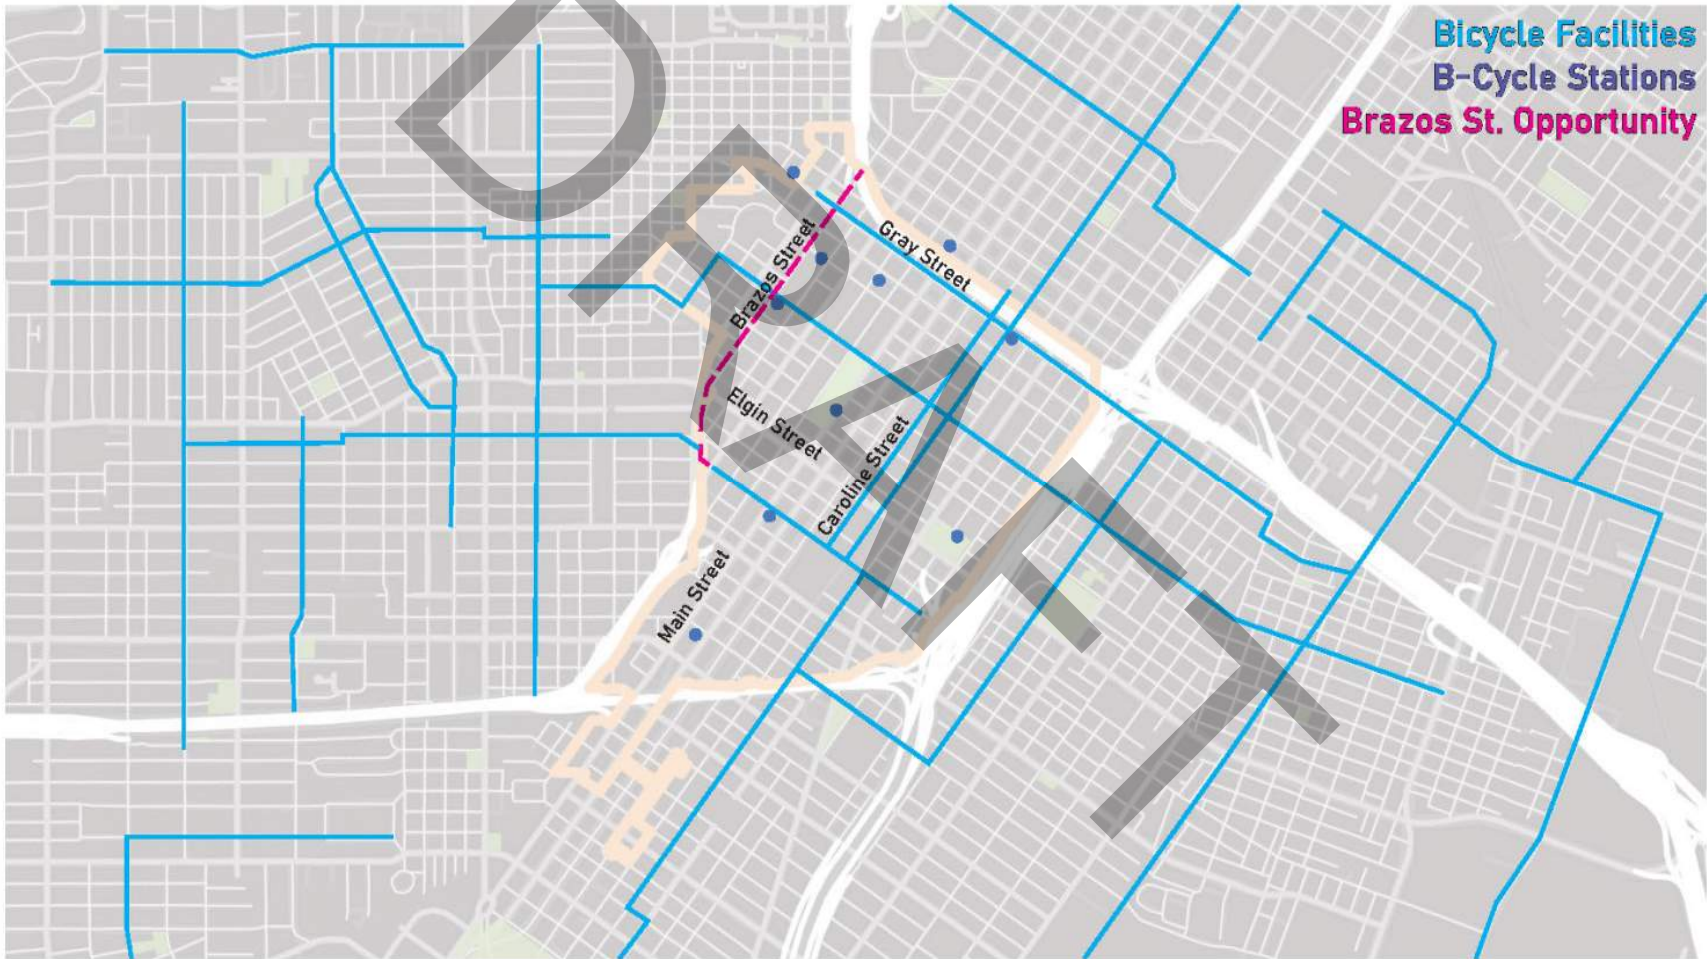 Bicycle Facilities
B-Cycle Stations
Brazos St. Opportunity
Gray Street
Brazos Street
Elgin Street
Caroline Street
Main Street
DRAFT